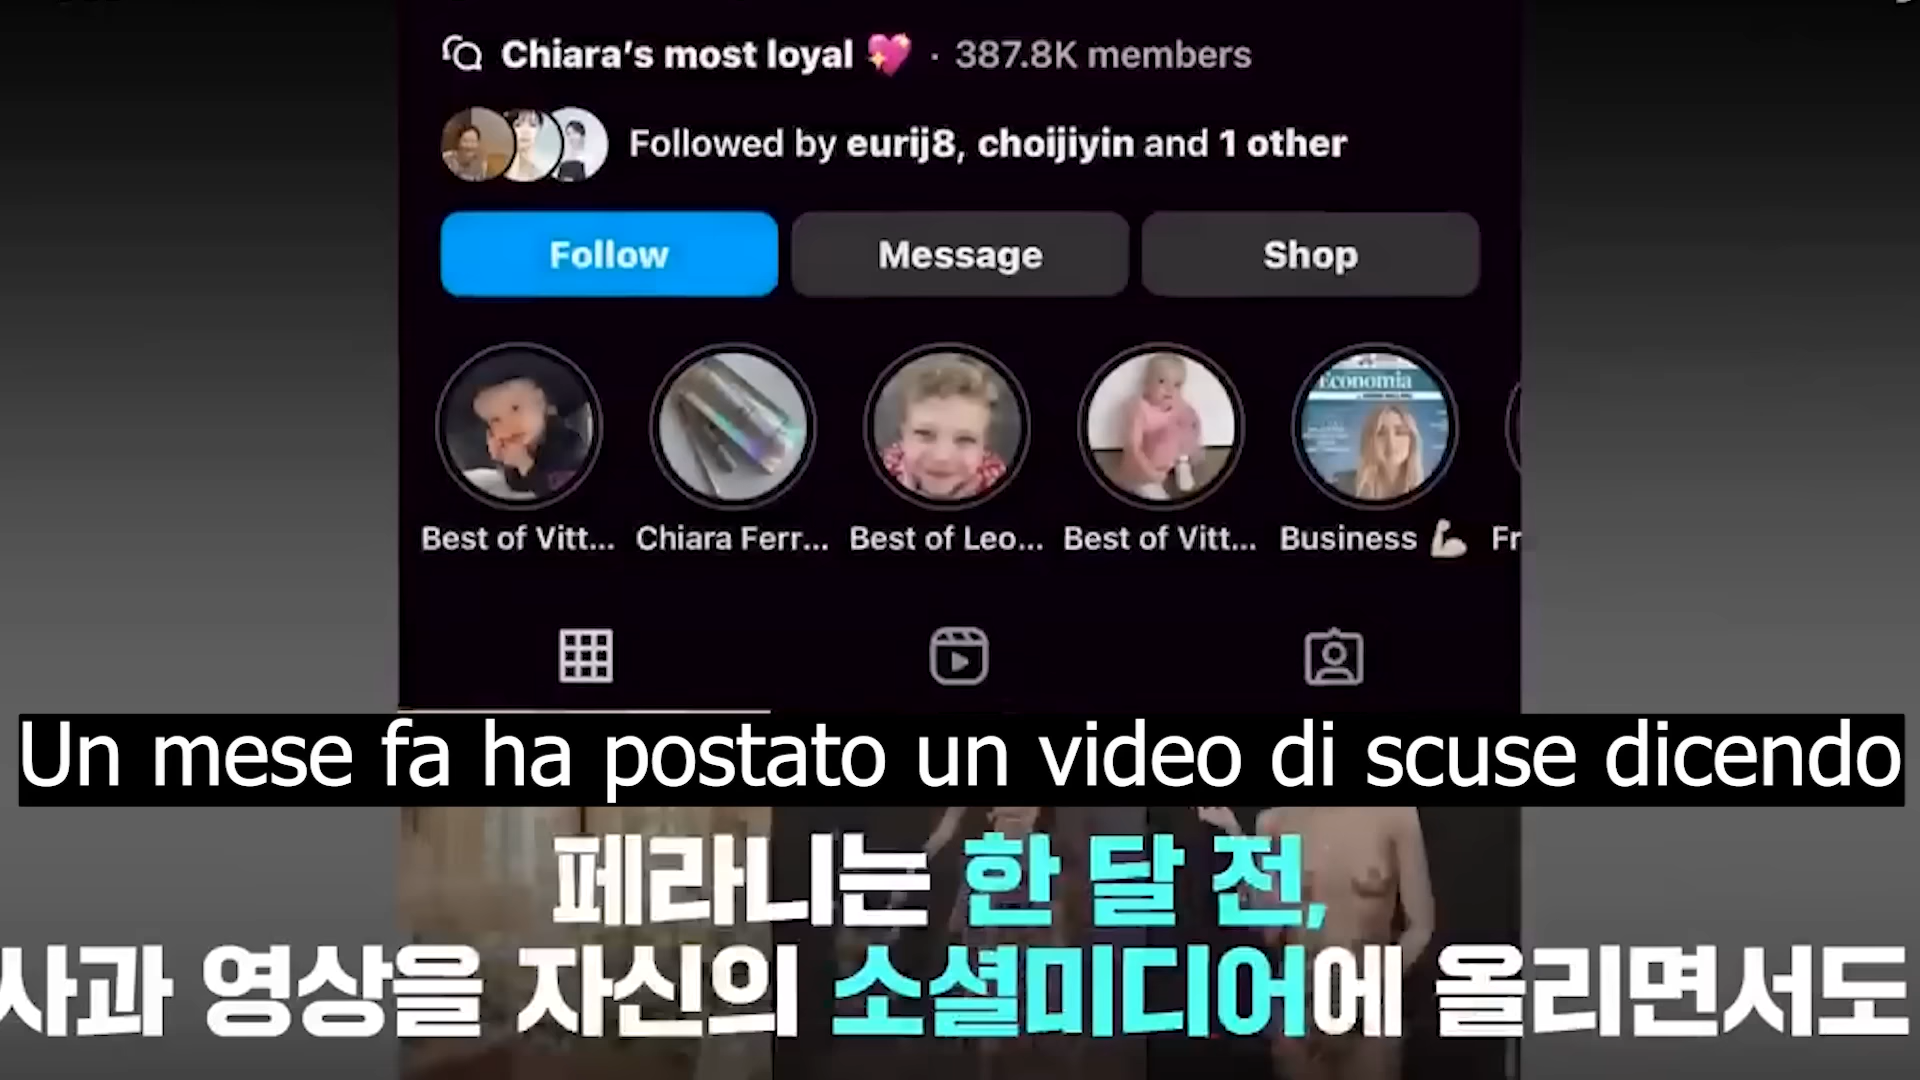 Chiara's most loyal 💖 · 387.8K members
Followed by eurij8, choijiyin and 1 other
Follow Message Shop
Economia
Best of Vitt... Chiara Ferr... Best of Leo... Best of Vitt... Business 💪 Fr
Un mese fa ha postato un video di scuse dicendo
페라니는 한 달 전,
사과 영상을 자신의 소셜미디어에 올리면서도